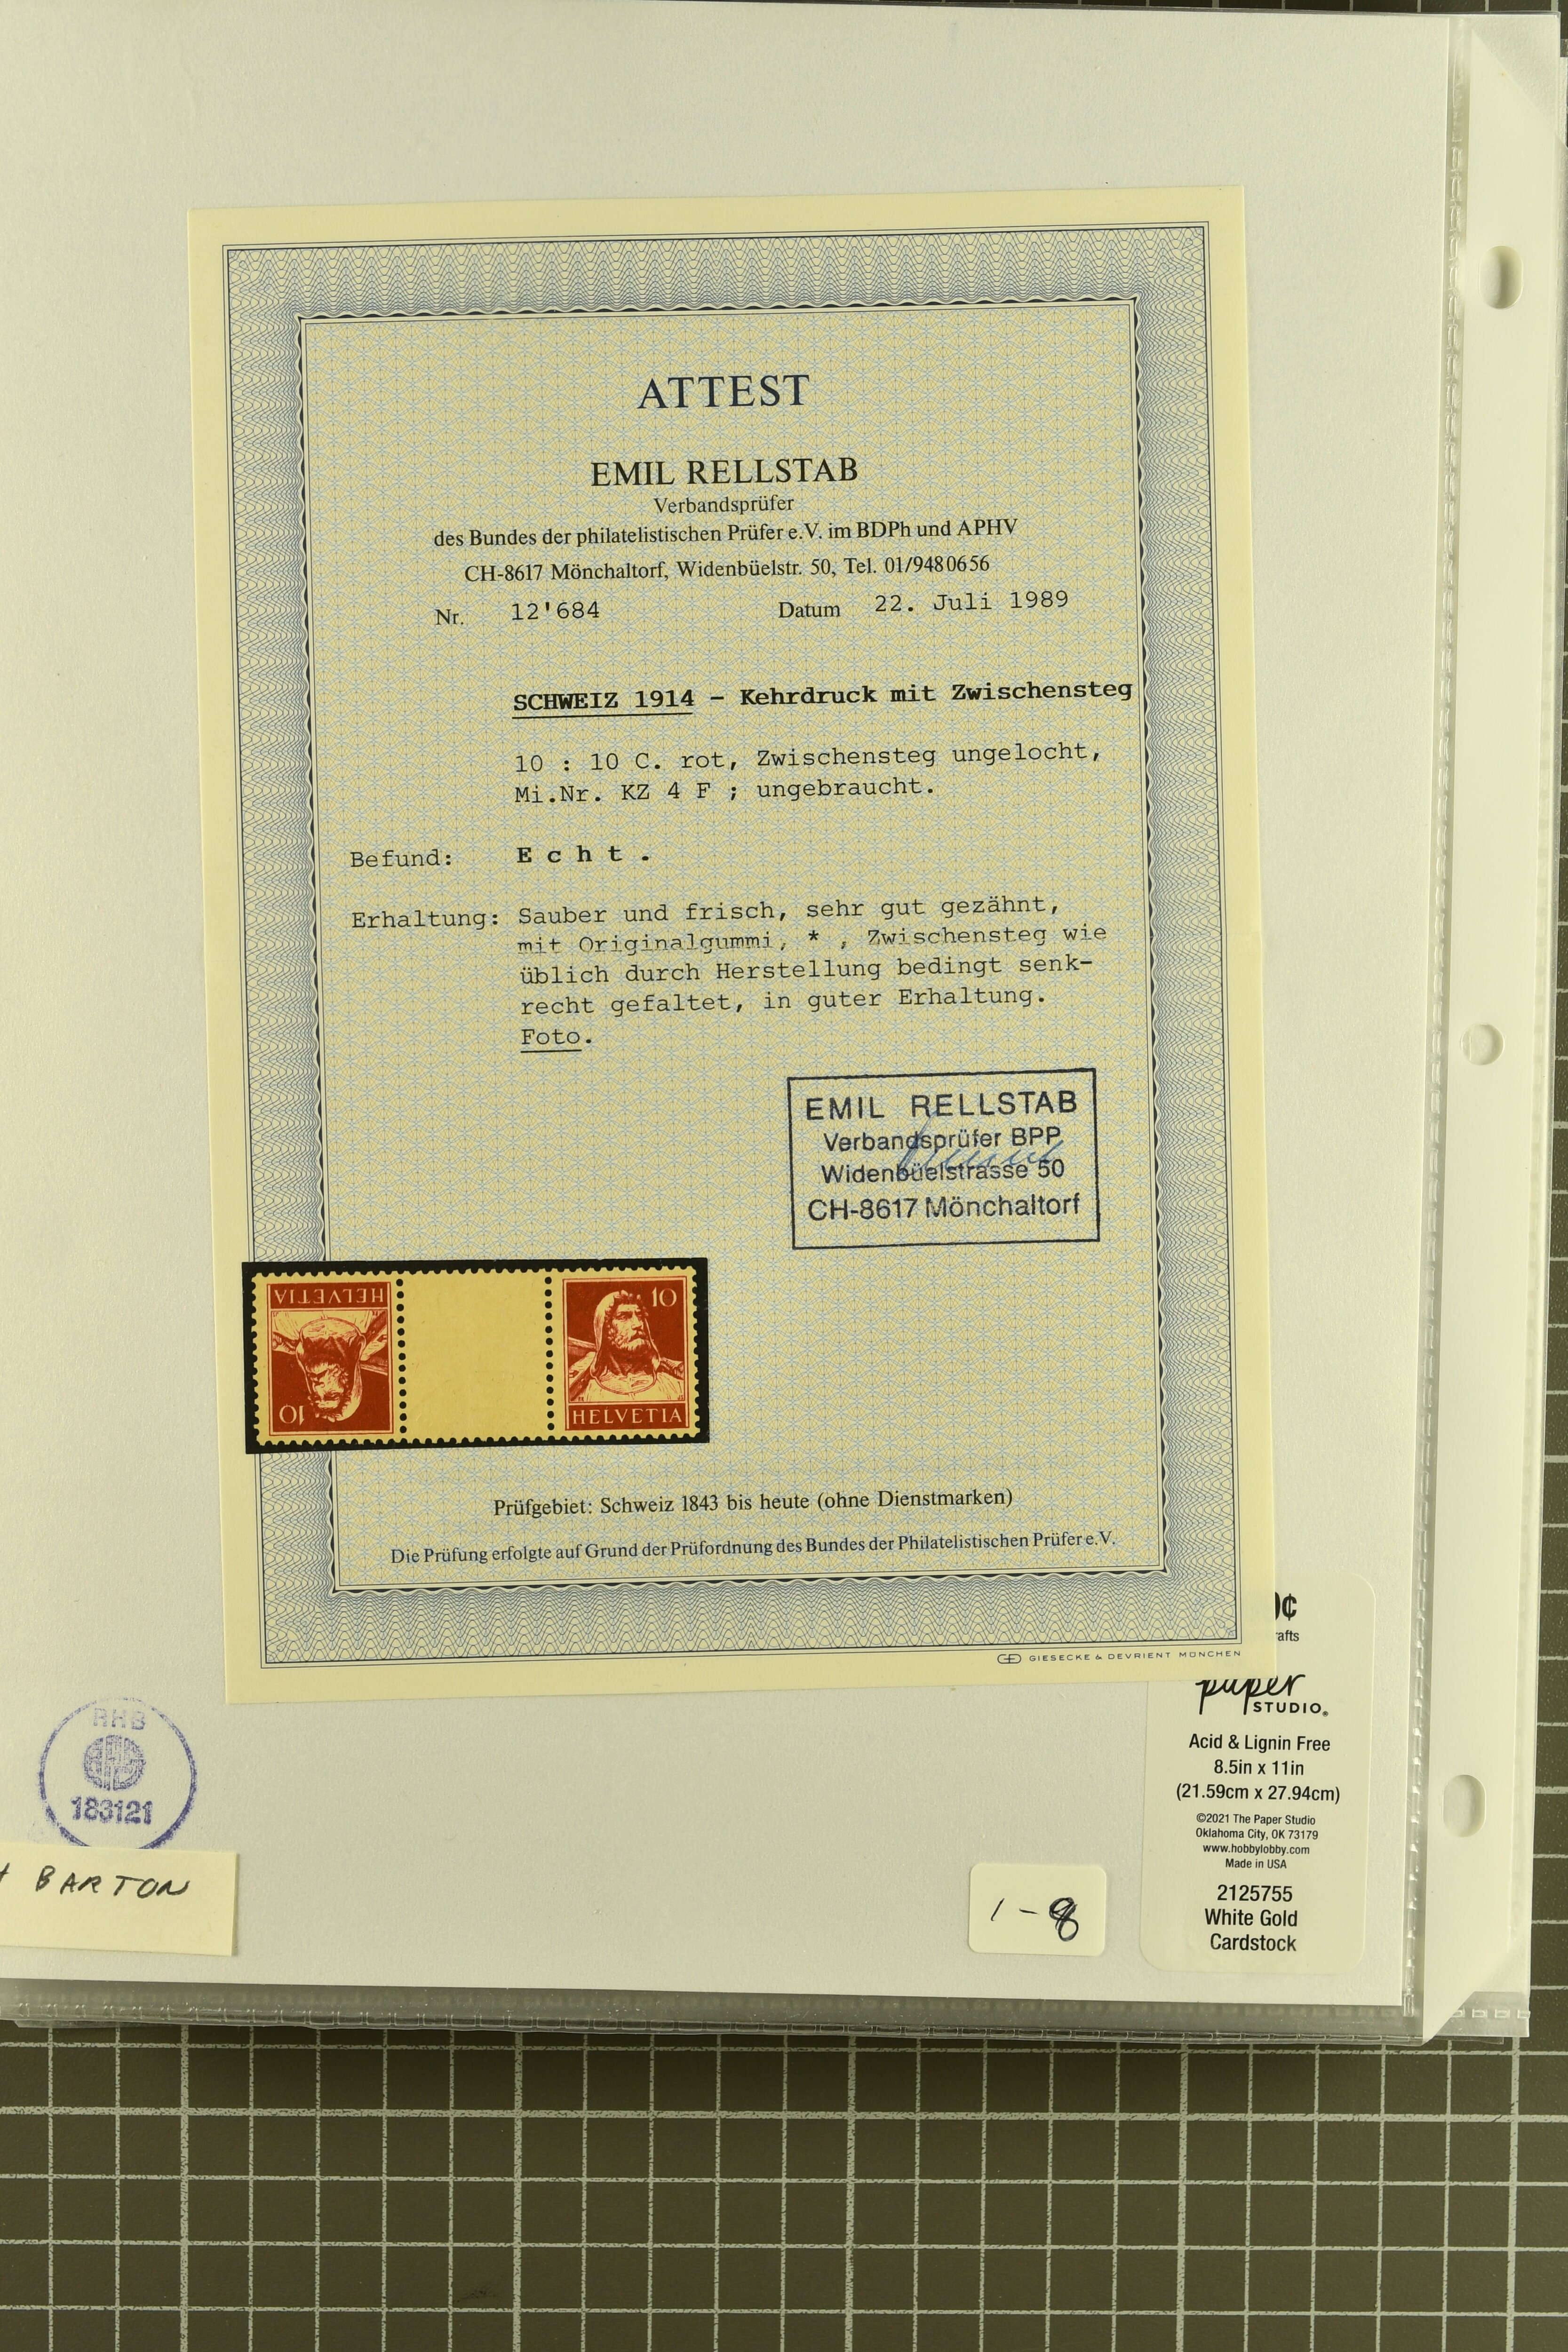 ATTEST
EMIL RELLSTAB
Verbandsprüfer
des Bundes der philatelistischen Prüfer e.V. im BDPh und APHV
CH-8617 Mönchaltorf, Widenbüelstr. 50, Tel. 01/9480656
Nr. 12'684 Datum 22. Juli 1989
SCHWEIZ 1914 - Kehrdruck mit Zwischensteg
10 : 10 C. rot, Zwischensteg ungelocht,
Mi.Nr. KZ 4 F ; ungebraucht.
Befund: E c h t .
Erhaltung: Sauber und frisch, sehr gut gezähnt,
mit Originalgummi, * , Zwischensteg wie
üblich durch Herstellung bedingt senk-
recht gefaltet, in guter Erhaltung.
Foto.
EMIL RELLSTAB
Verbandsprüfer BPP
Widenbüelstrasse 50
CH-8617 Mönchaltorf
HELVETIA
10
10
HELVETIA
Prüfgebiet: Schweiz 1843 bis heute (ohne Dienstmarken)
Die Prüfung erfolgte auf Grund der Prüfordnung des Bundes der Philatelistischen Prüfer e.V.
GIESECKE & DEVRIENT MÜNCHEN
RHB
183121
BARTON
1-8
¢
afts
paper
STUDIO®
Acid & Lignin Free
8.5in x 11in
(21.59cm x 27.94cm)
©2021 The Paper Studio
Oklahoma City, OK 73179
www.hobbylobby.com
Made in USA
2125755
White Gold
Cardstock